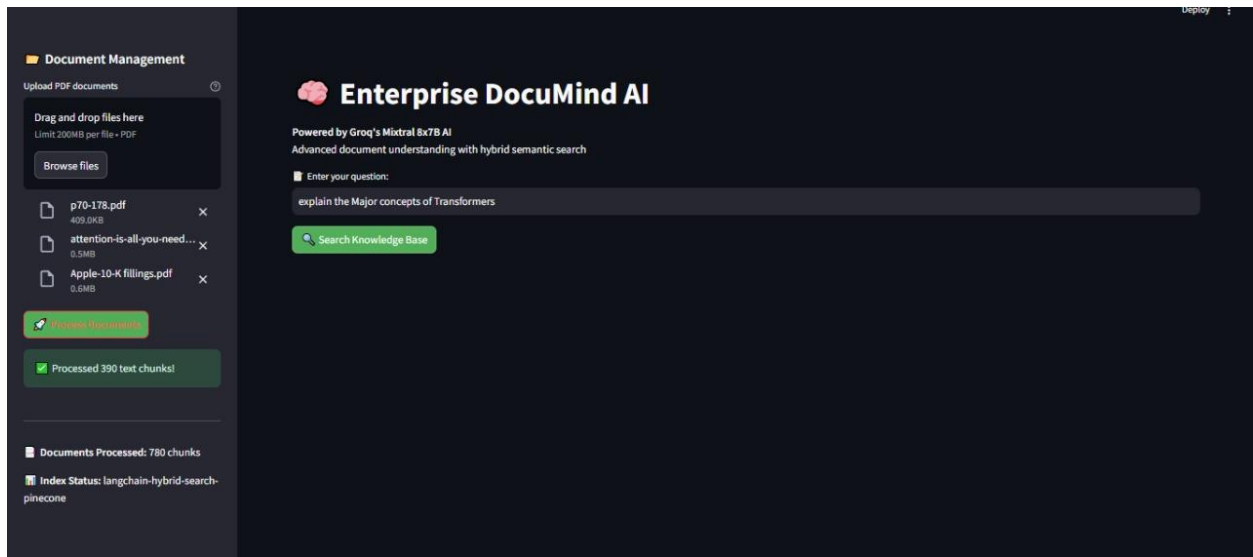 Deploy
Document Management
Upload PDF documents
Drag and drop files here
Limit 200MB per file • PDF
Browse files
p70-178.pdf
409.0KB
attention-is-all-you-need...
0.5MB
Apple-10-K fillings.pdf
0.6MB
Process Documents
Processed 390 text chunks!
Documents Processed: 780 chunks
Index Status: langchain-hybrid-search-
pinecone
Enterprise DocuMind AI
Powered by Groq's Mixtral 8x7B AI
Advanced document understanding with hybrid semantic search
Enter your question:
explain the Major concepts of Transformers
Search Knowledge Base